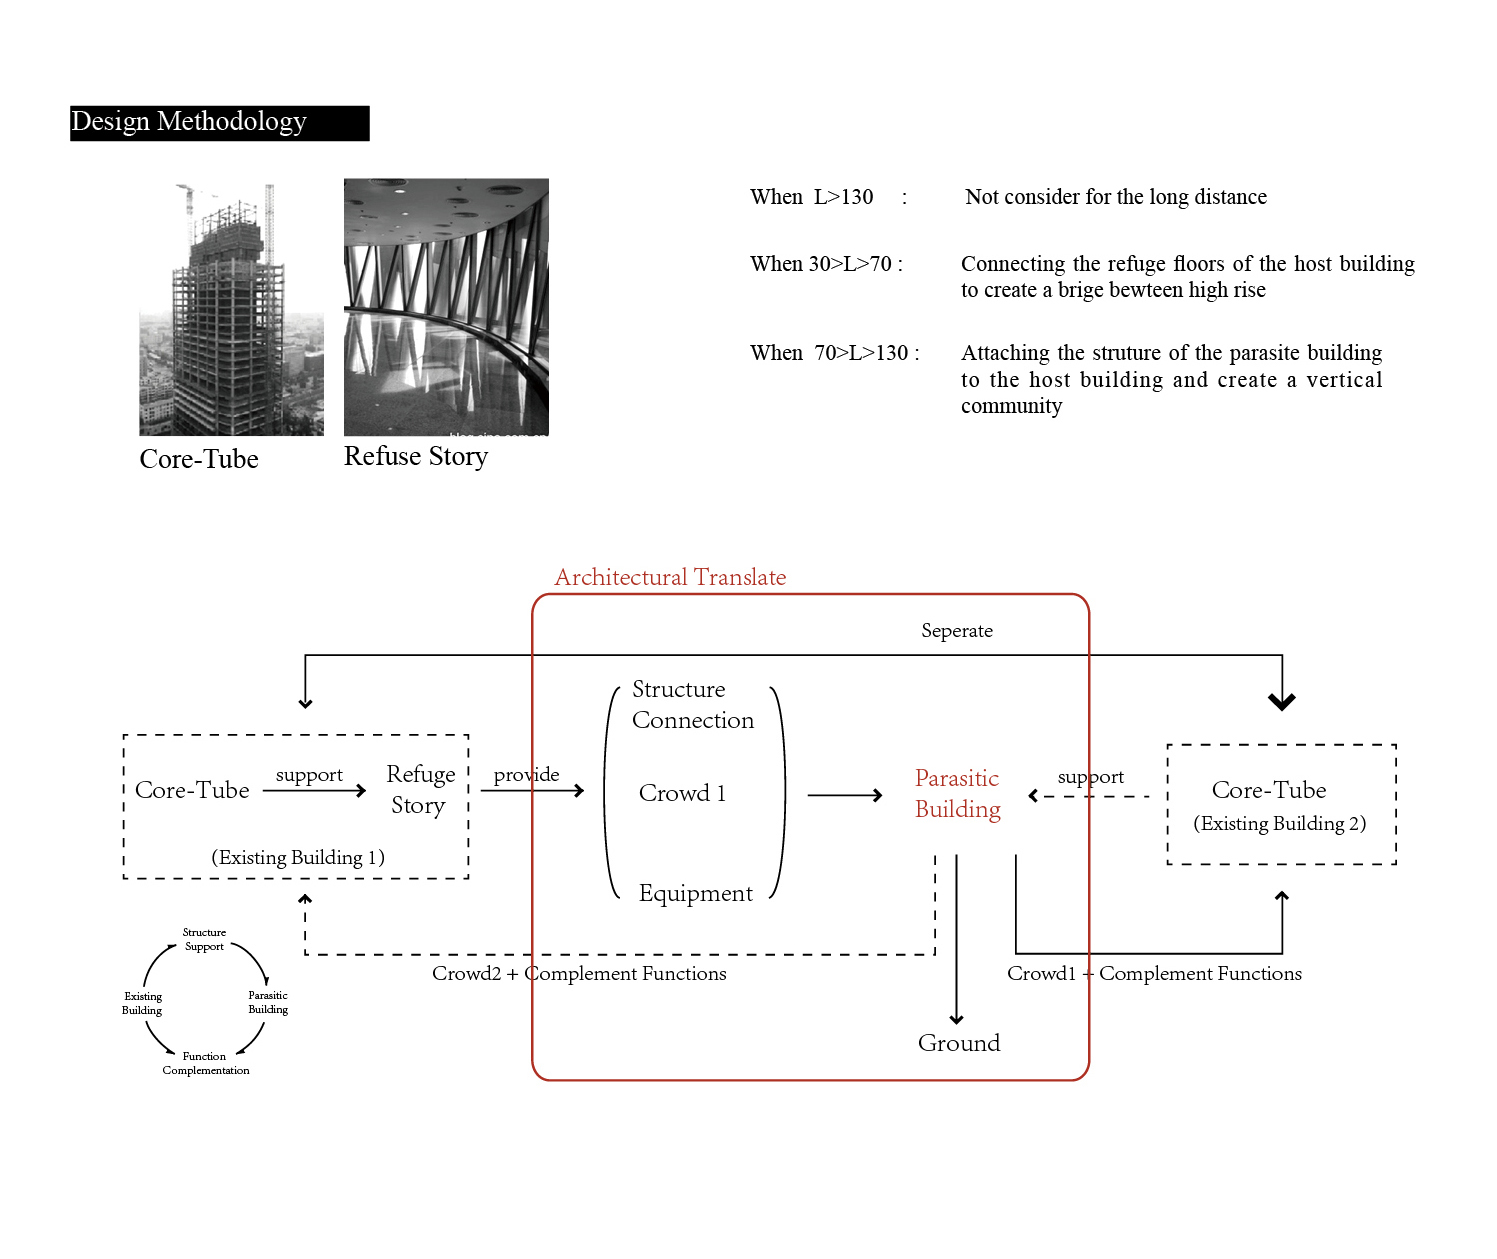 Design Methodology
When L>130 : Not consider for the long distance
When 30>L>70 : Connecting the refuge floors of the host building
to create a brige bewteen high rise
When 70>L>130 : Attaching the struture of the parasite building
to the host building and create a vertical
community
blog.sina.com.cn
Core-Tube
Refuse Story
Architectural Translate
Seperate
Core-Tube
support
Refuge
Story
(Existing Building 1)
provide
Structure
Connection
Crowd 1
Equipment
Parasitic
Building
support
Core-Tube
(Existing Building 2)
Crowd2 + Complement Functions
Crowd1 + Complement Functions
Ground
Structure
Support
Existing
Building
Parasitic
Building
Function
Complementation